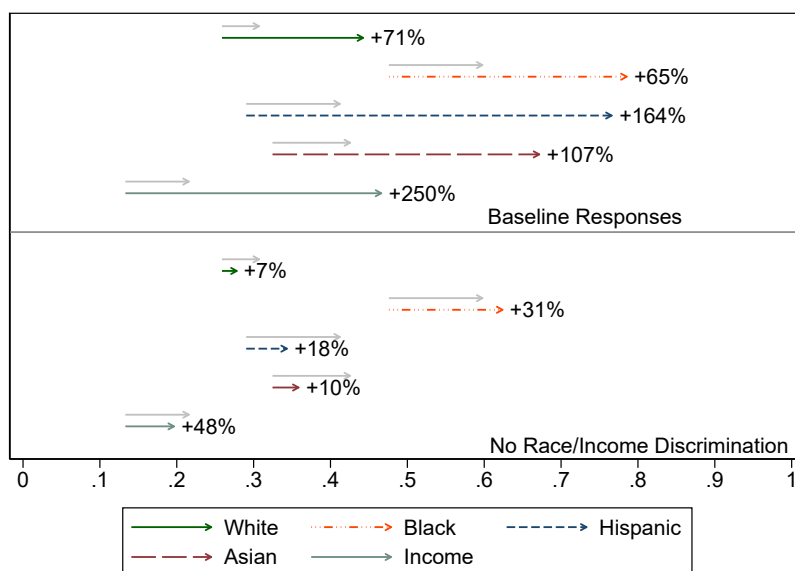 +71%
+65%
+164%
+107%
+250%
Baseline Responses
+7%
+31%
+18%
+10%
+48%
No Race/Income Discrimination
0 .1 .2 .3 .4 .5 .6 .7 .8 .9 1
White Black Hispanic
Asian Income